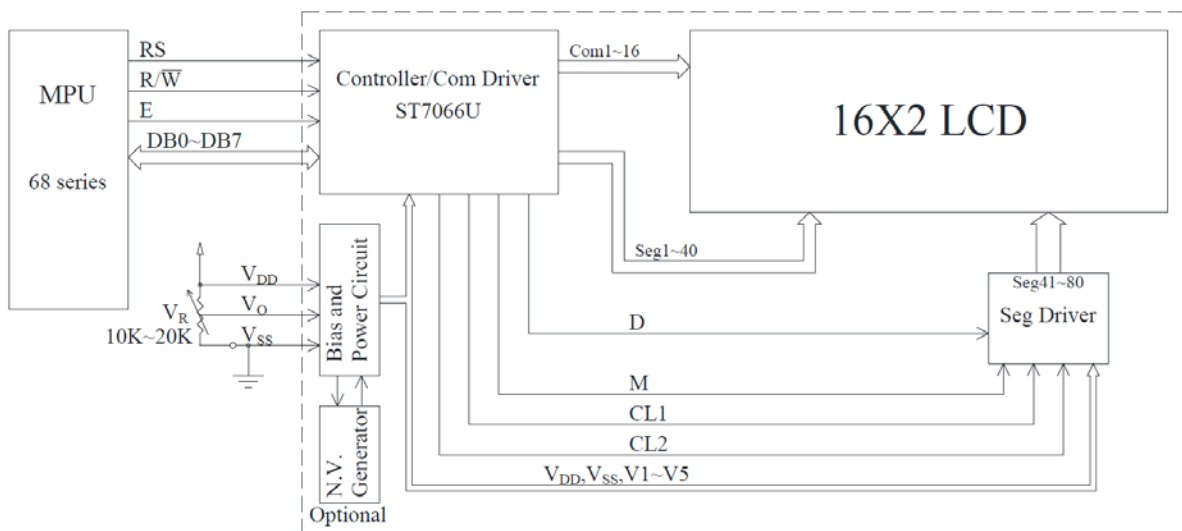 MPU
68 series
RS
R/W̅
E
DB0~DB7
Controller/Com Driver
ST7066U
Com1~16
16X2 LCD
Seg1~40
Seg41~80
Seg Driver
VDD
VO
VR
10K~20K
VSS
Bias and
Power Circuit
N.V.
Generator
Optional
D
M
CL1
CL2
VDD,VSS,V1~V5